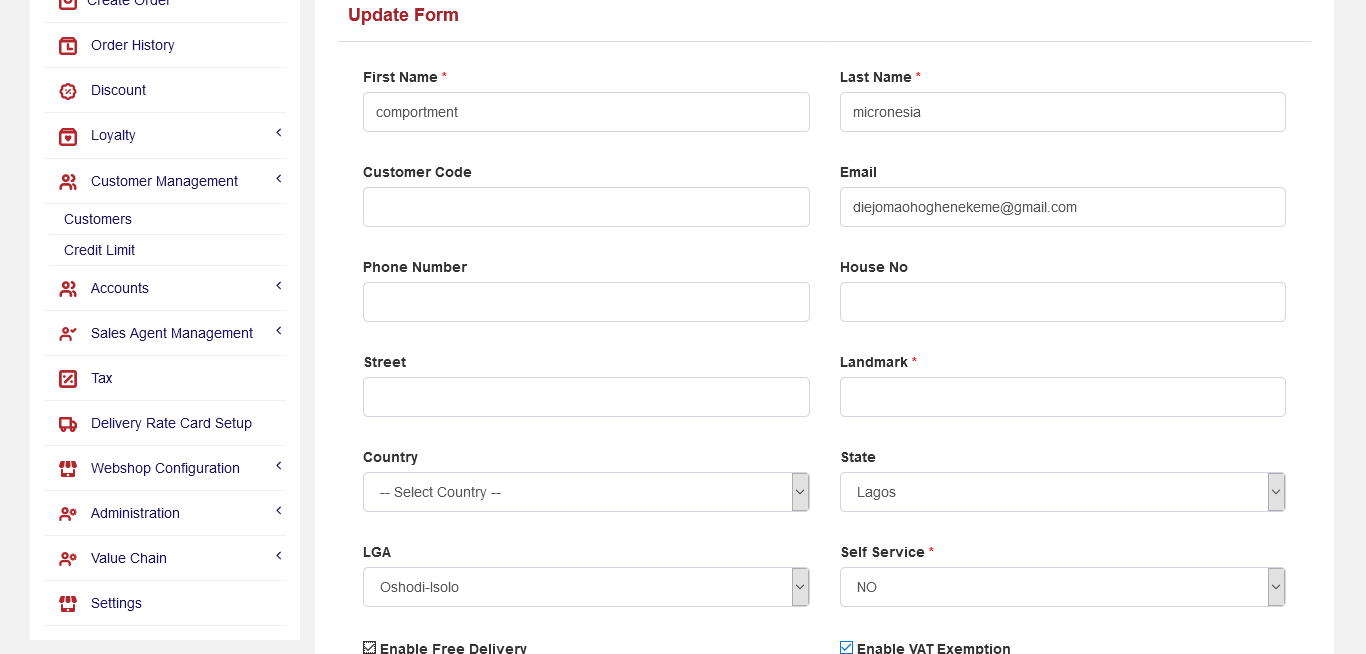 Create Order
Order History
Discount
Loyalty
Customer Management
Customers
Credit Limit
Accounts
Sales Agent Management
Tax
Delivery Rate Card Setup
Webshop Configuration
Administration
Value Chain
Settings
Update Form
First Name *
Last Name *
comportment
micronesia
Customer Code
Email
diejomaohoghenekeme@gmail.com
Phone Number
House No
Street
Landmark *
Country
State
-- Select Country --
Lagos
LGA
Self Service *
Oshodi-Isolo
NO
Enable Free Delivery
Enable VAT Exemption